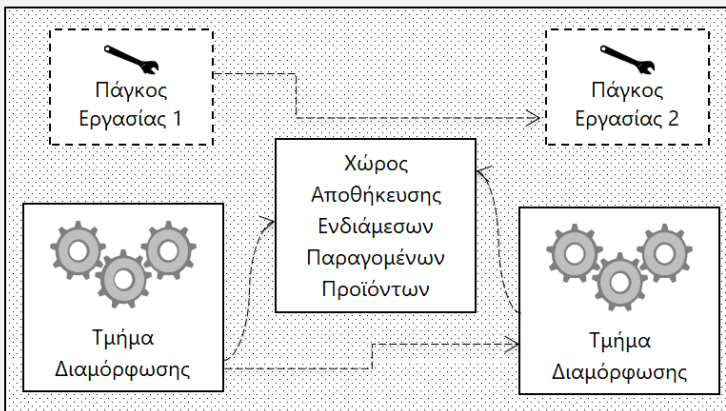 Πάγκος
Εργασίας 1
Πάγκος
Εργασίας 2
Χώρος
Αποθήκευσης
Ενδιάμεσων
Παραγομένων
Προϊόντων
Τμήμα
Διαμόρφωσης
Τμήμα
Διαμόρφωσης